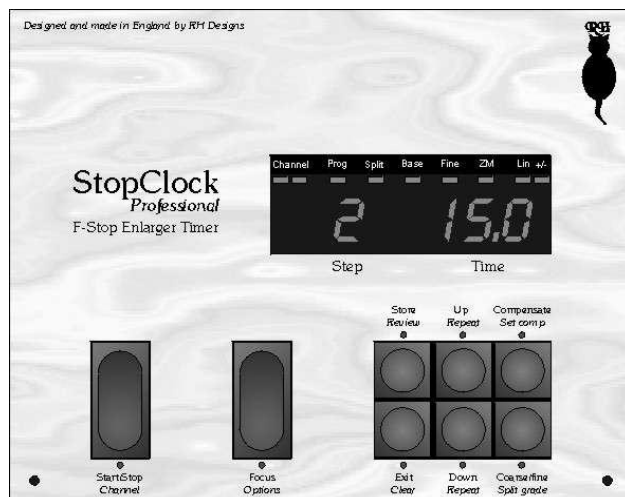 Designed and made in England by RH Designs
RH
Channel Prog Split Base Fine ZM Lin +/-
StopClock
Professional
F-Stop Enlarger Timer
2 15.0
Step Time
Store Up Compensate
Review Repeat Set comp
Start/Stop Focus Exit Down Coarse/fine
Channel Options Clear Repeat Split grade